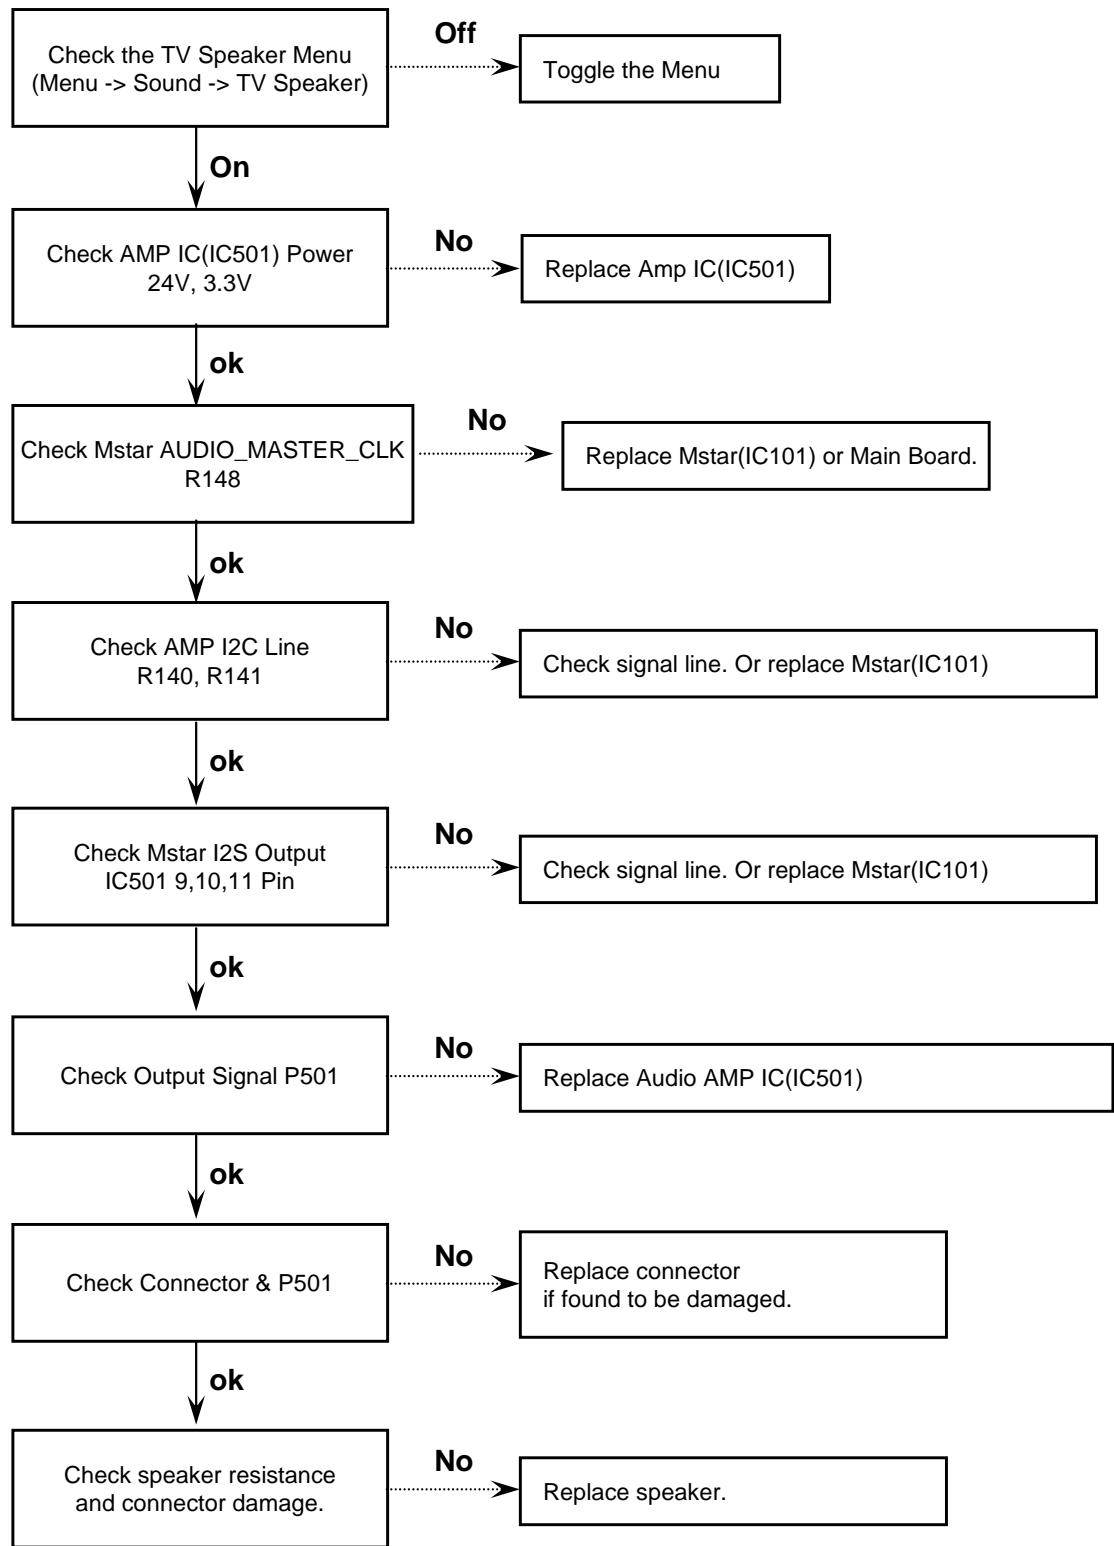 Check the TV Speaker Menu
(Menu -> Sound -> TV Speaker)
Off
Toggle the Menu
On
Check AMP IC(IC501) Power
24V, 3.3V
No
Replace Amp IC(IC501)
ok
Check Mstar AUDIO_MASTER_CLK
R148
No
Replace Mstar(IC101) or Main Board.
ok
Check AMP I2C Line
R140, R141
No
Check signal line. Or replace Mstar(IC101)
ok
Check Mstar I2S Output
IC501 9,10,11 Pin
No
Check signal line. Or replace Mstar(IC101)
ok
Check Output Signal P501
No
Replace Audio AMP IC(IC501)
ok
Check Connector & P501
No
Replace connector
if found to be damaged.
ok
Check speaker resistance
and connector damage.
No
Replace speaker.